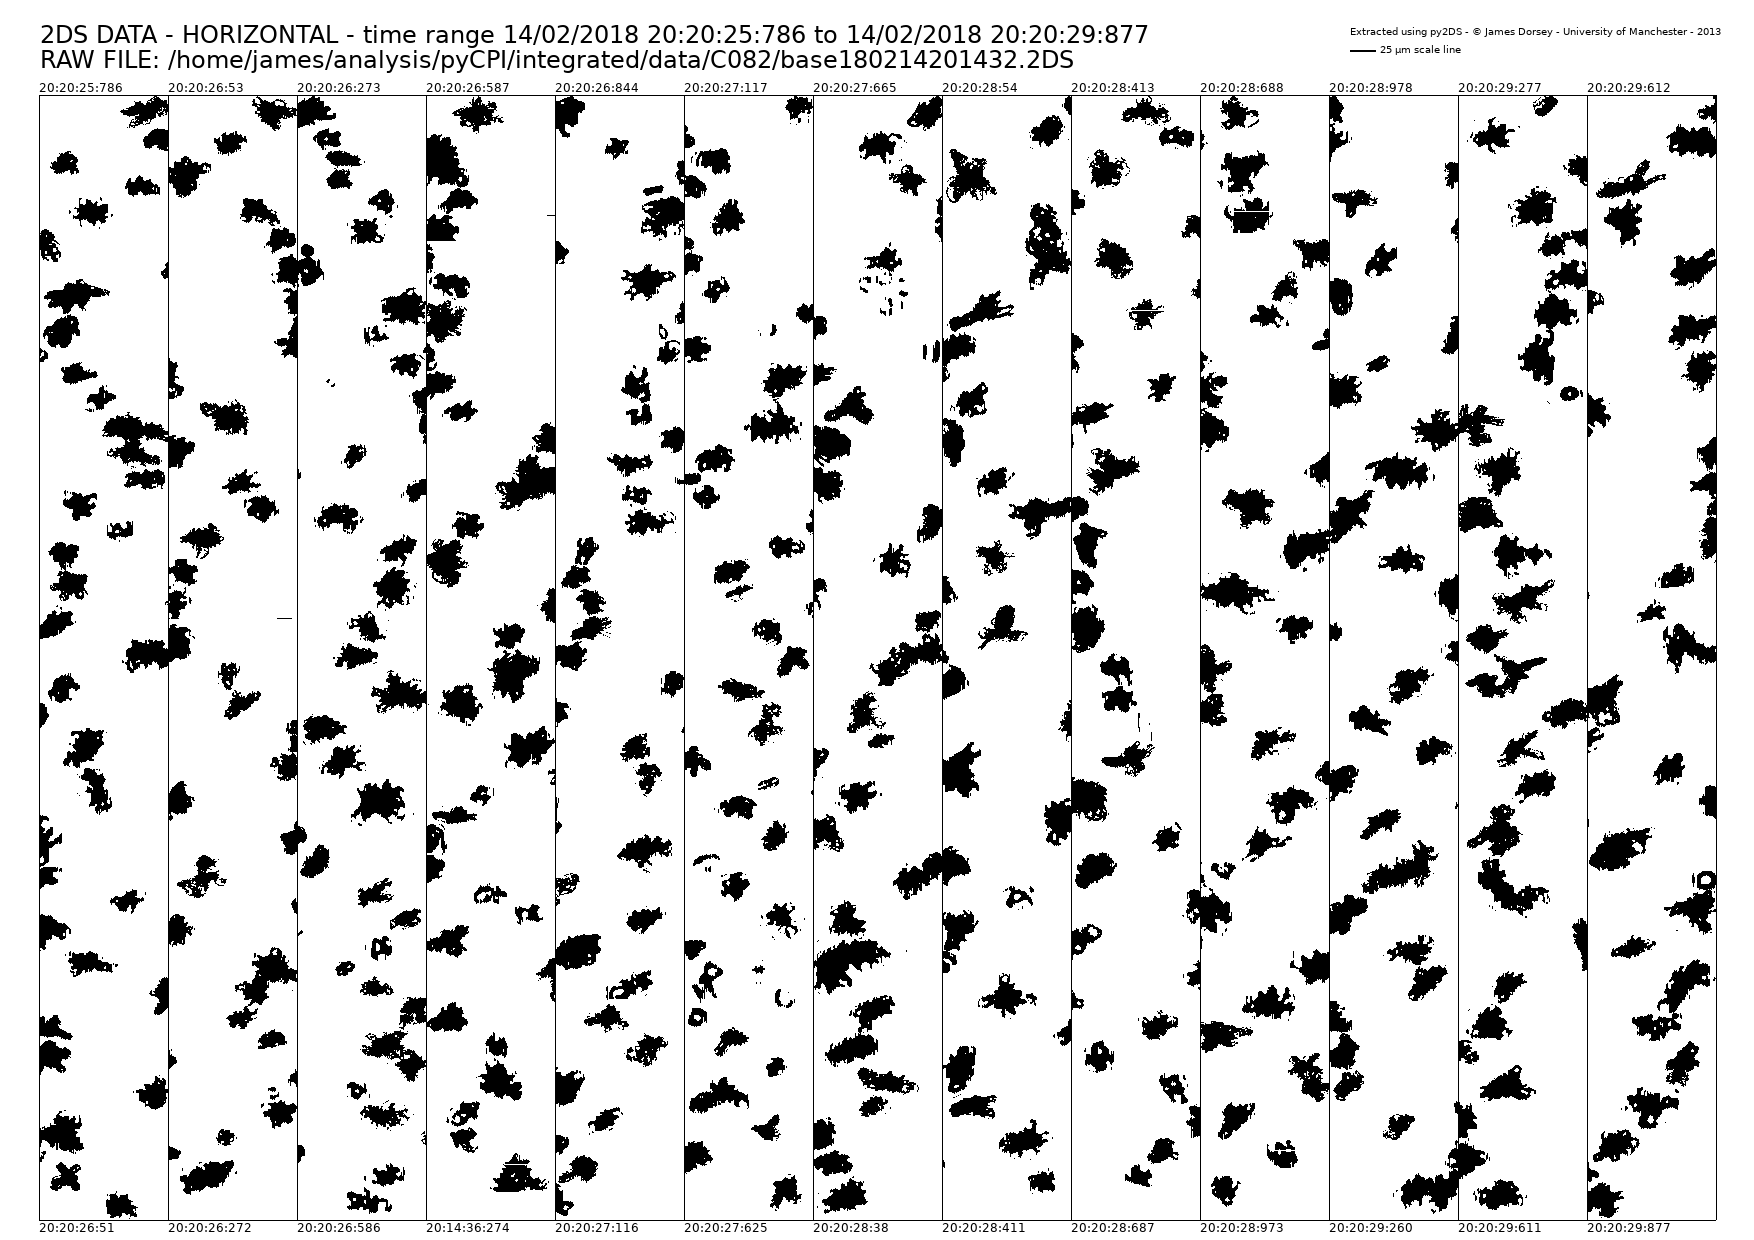 2DS DATA - HORIZONTAL - time range 14/02/2018 20:20:25:786 to 14/02/2018 20:20:29:877
RAW FILE: /home/james/analysis/pyCPI/integrated/data/C082/base180214201432.2DS
Extracted using py2DS - © James Dorsey - University of Manchester - 2013
25 µm scale line
20:20:25:786 20:20:26:53 20:20:26:273 20:20:26:587 20:20:26:844 20:20:27:117 20:20:27:665 20:20:28:54 20:20:28:413 20:20:28:688 20:20:28:978 20:20:29:277 20:20:29:612
20:20:26:51 20:20:26:272 20:20:26:586 20:14:36:274 20:20:27:116 20:20:27:625 20:20:28:38 20:20:28:411 20:20:28:687 20:20:28:973 20:20:29:260 20:20:29:611 20:20:29:877